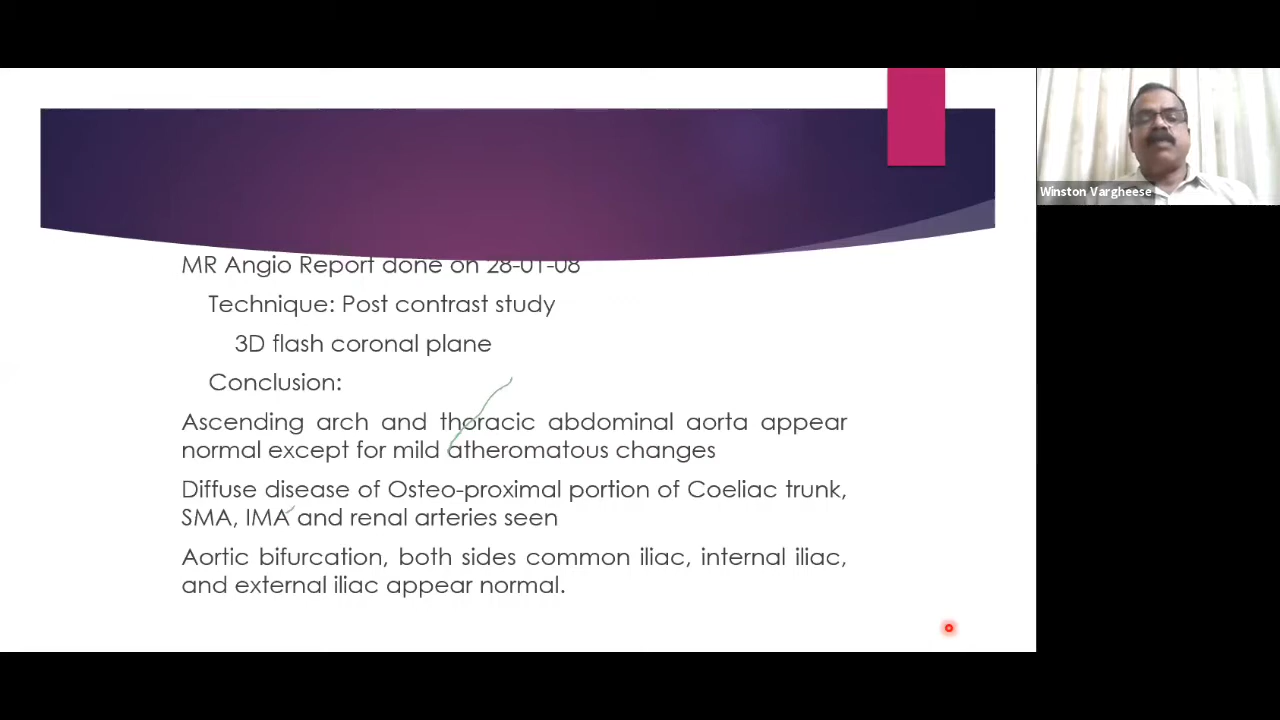 MR Angio Report done on 28-01-08
Technique: Post contrast study
3D flash coronal plane
Conclusion:
Ascending arch and thoracic abdominal aorta appear
normal except for mild atheromatous changes
Diffuse disease of Osteo-proximal portion of Coeliac trunk,
SMA, IMA and renal arteries seen
Aortic bifurcation, both sides common iliac, internal iliac,
and external iliac appear normal.
Winston Vargheese